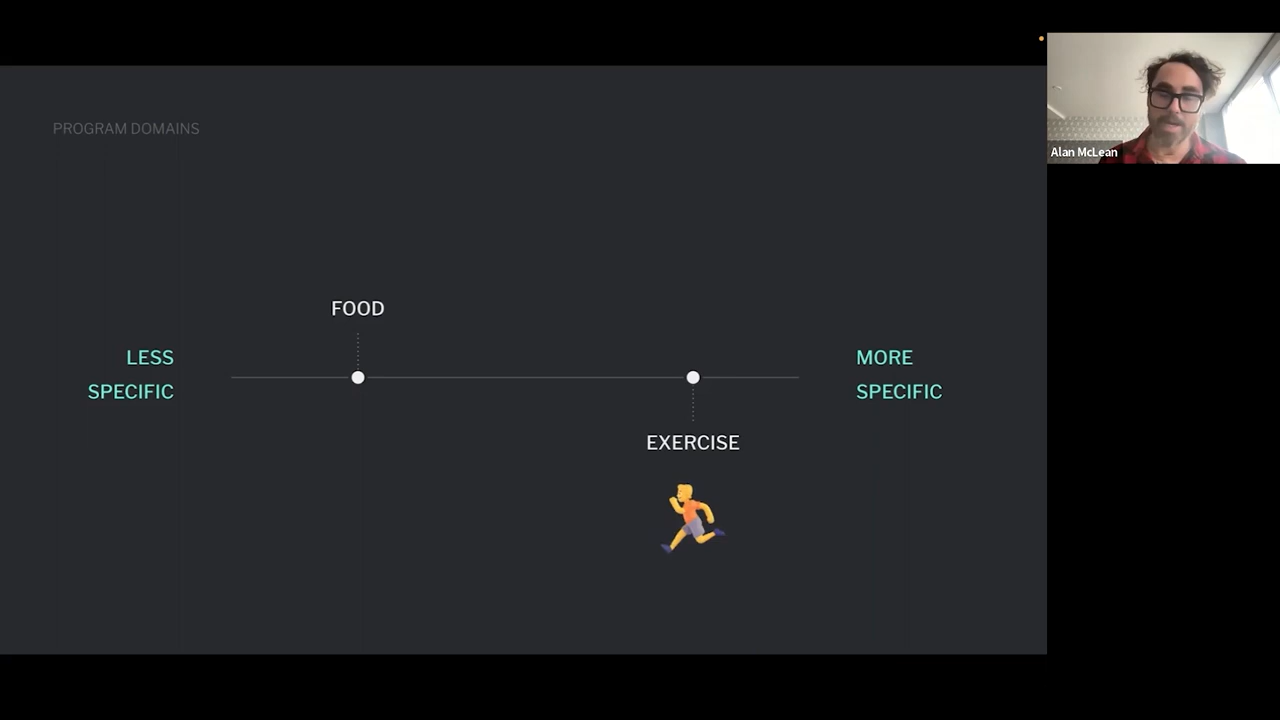 PROGRAM DOMAINS
FOOD
LESS
SPECIFIC
MORE
SPECIFIC
EXERCISE
Alan McLean